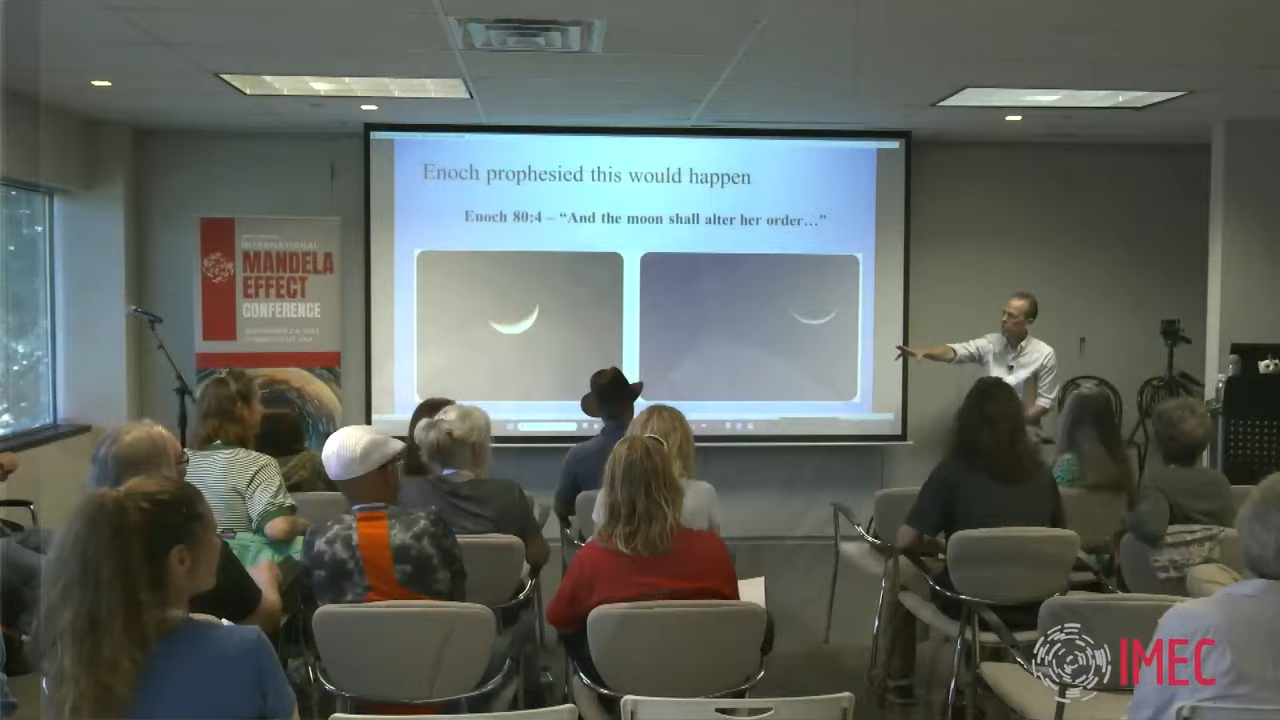 Enoch prophesied this would happen
Enoch 80:4 – “And the moon shall alter her order…”
INTERNATIONAL
MANDELA
EFFECT
CONFERENCE
IMEC